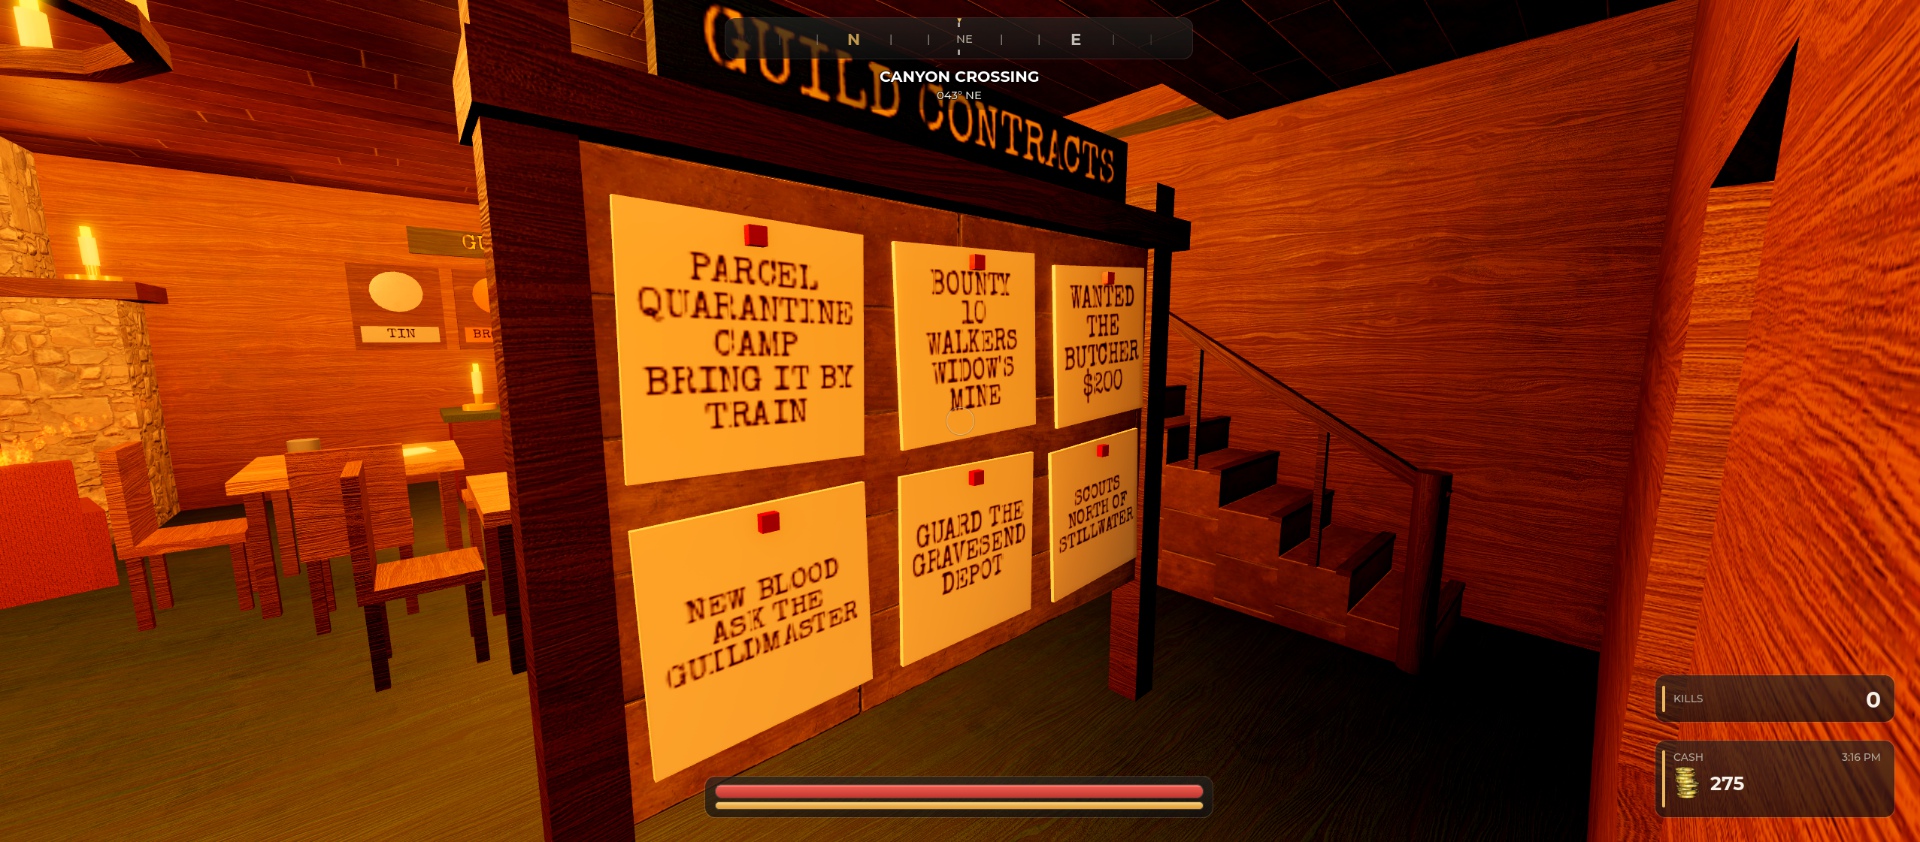 N
NE
E
CANYON CROSSING
043° NE
GUILD CONTRACTS
PARCEL
QUARANTINE
CAMP
BRING IT BY
TRAIN
BOUNTY
10
WALKERS
WIDOW'S
MINE
WANTED
THE
BUTCHER
$200
NEW BLOOD
ASK THE
GUILDMASTER
GUARD THE
GRAVESEND
DEPOT
SCOUTS
NORTH OF
STILLWATER
TIN
KILLS
0
CASH
3:16 PM
275